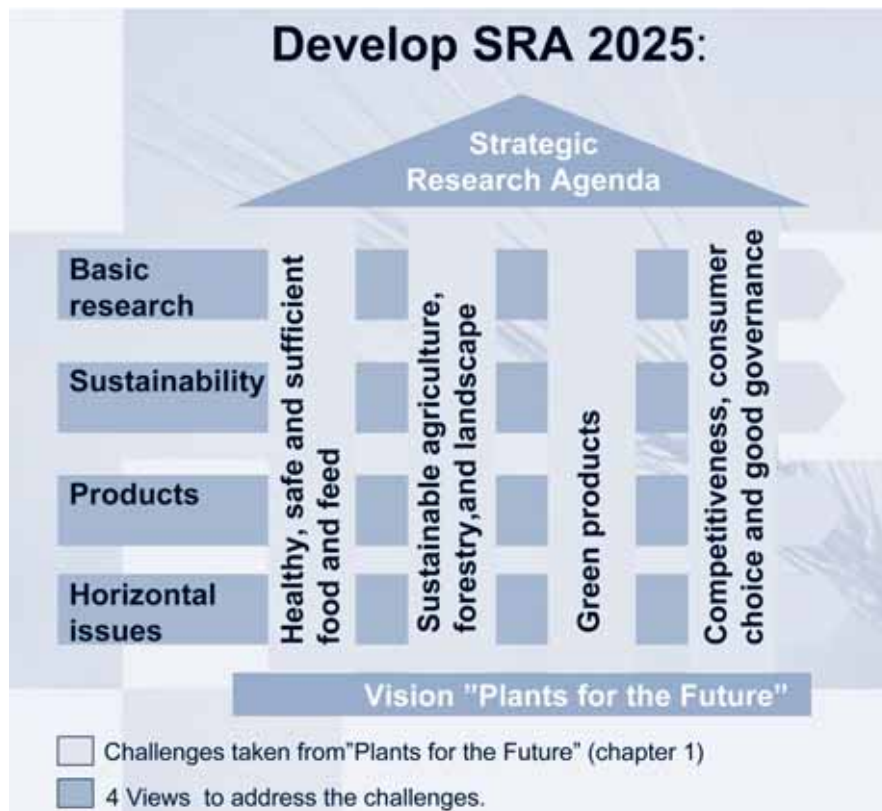 Develop SRA 2025:
Strategic
Research Agenda
Basic
research
Sustainability
Products
Horizontal
issues
Healthy, safe and sufficient
food and feed
Sustainable agriculture,
forestry,and landscape
Green products
Competitiveness, consumer
choice and good governance
Vision ”Plants for the Future”
Challenges taken from”Plants for the Future” (chapter 1)
4 Views to address the challenges.